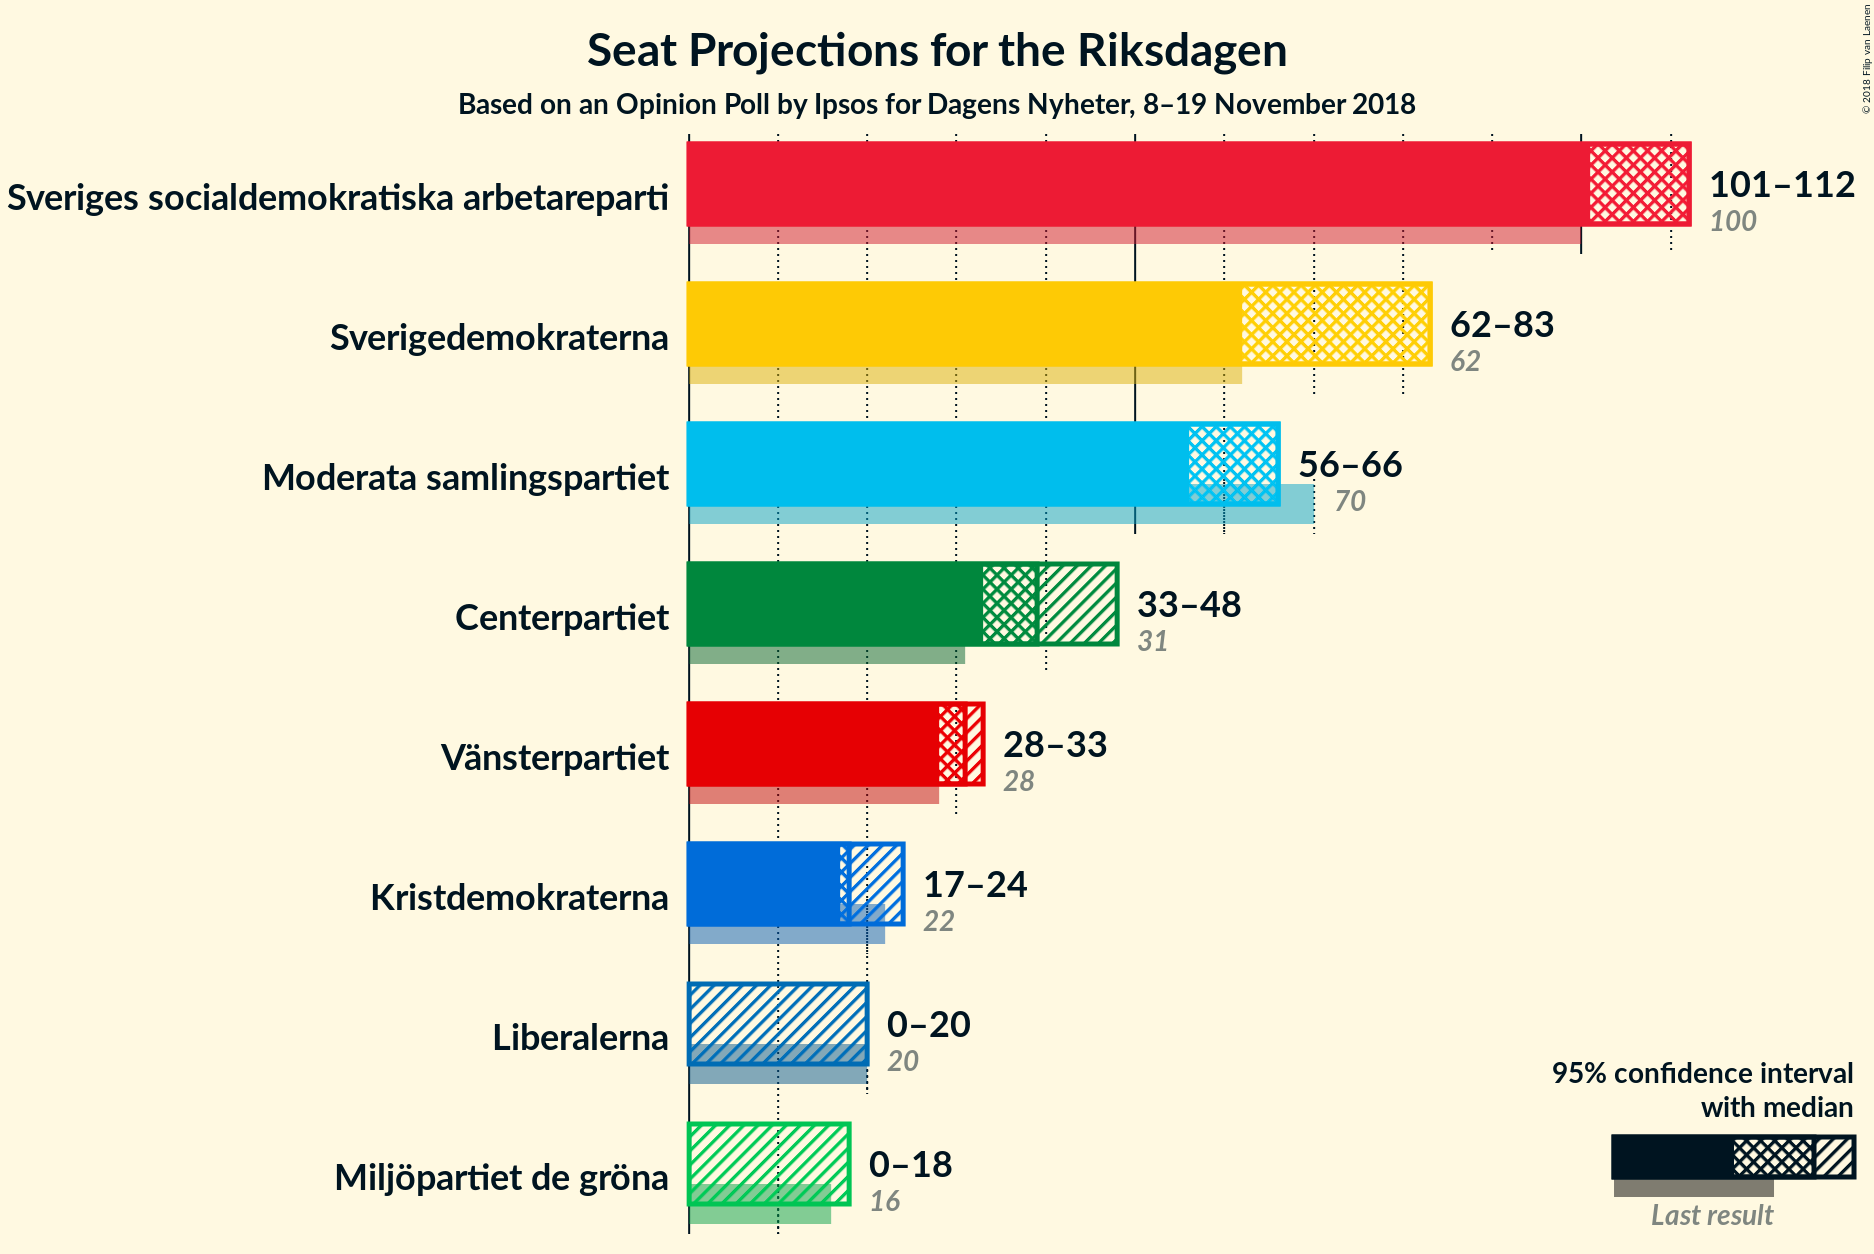 Seat Projections for the Riksdagen
Based on an Opinion Poll by Ipsos for Dagens Nyheter, 8–19 November 2018
© 2018 Filip van Laenen
Sveriges socialdemokratiska arbetareparti
101–112
100
Sverigedemokraterna
62–83
62
Moderata samlingspartiet
56–66
70
Centerpartiet
33–48
31
Vänsterpartiet
28–33
28
Kristdemokraterna
17–24
22
Liberalerna
0–20
20
Miljöpartiet de gröna
0–18
16
95% confidence interval
with median
Last result